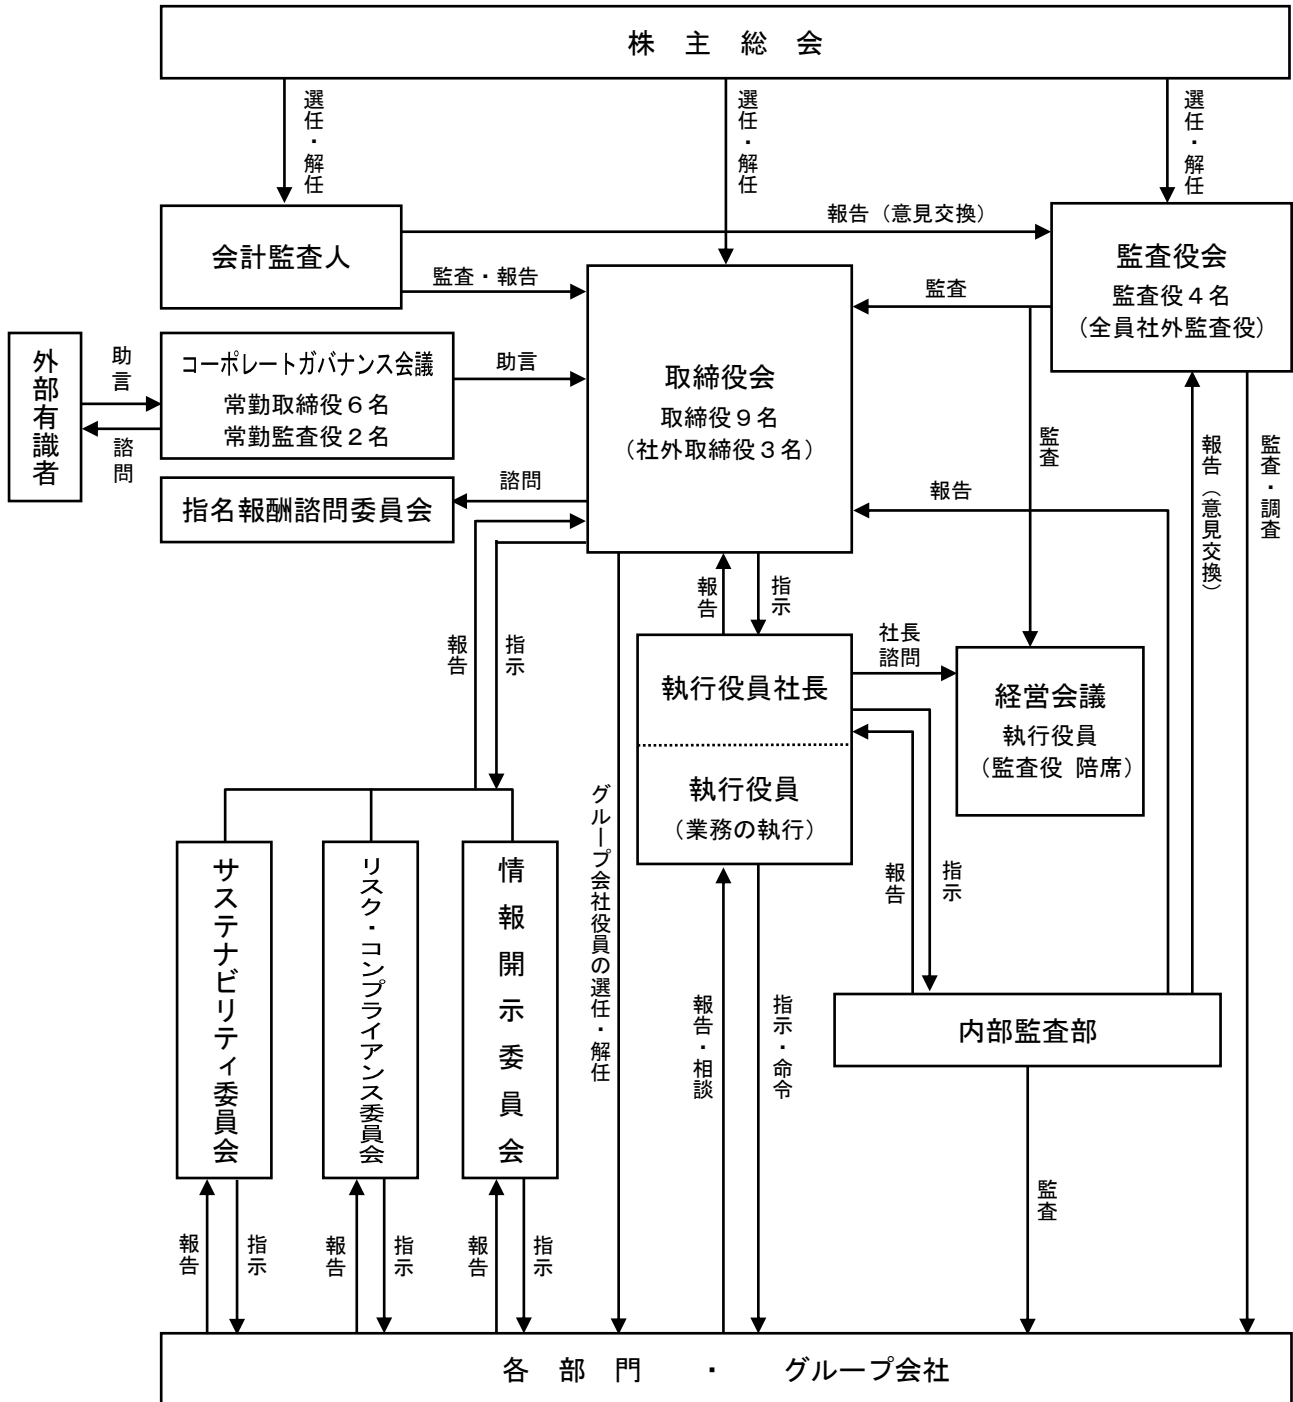 株 主 総 会
選任・解任
選任・解任
選任・解任
会計監査人
報告（意見交換）
監査・報告
監査役会
監査役４名
（全員社外監査役）
監査
外部有識者
助言
諮問
コーポレートガバナンス会議
常勤取締役６名
常勤監査役２名
助言
取締役会
取締役９名
（社外取締役３名）
指名報酬諮問委員会
諮問
報告
監査
報告（意見交換）
監査・調査
報告
指示
報告
指示
執行役員社長
執行役員
（業務の執行）
社長
諮問
経営会議
執行役員
（監査役 陪席）
報告
指示
グループ会社役員の選任・解任
サステナビリティ委員会
リスク・コンプライアンス委員会
情報開示委員会
報告・相談
指示・命令
内部監査部
監査
報告
指示
報告
指示
報告
指示
各 部 門 ・ グループ会社